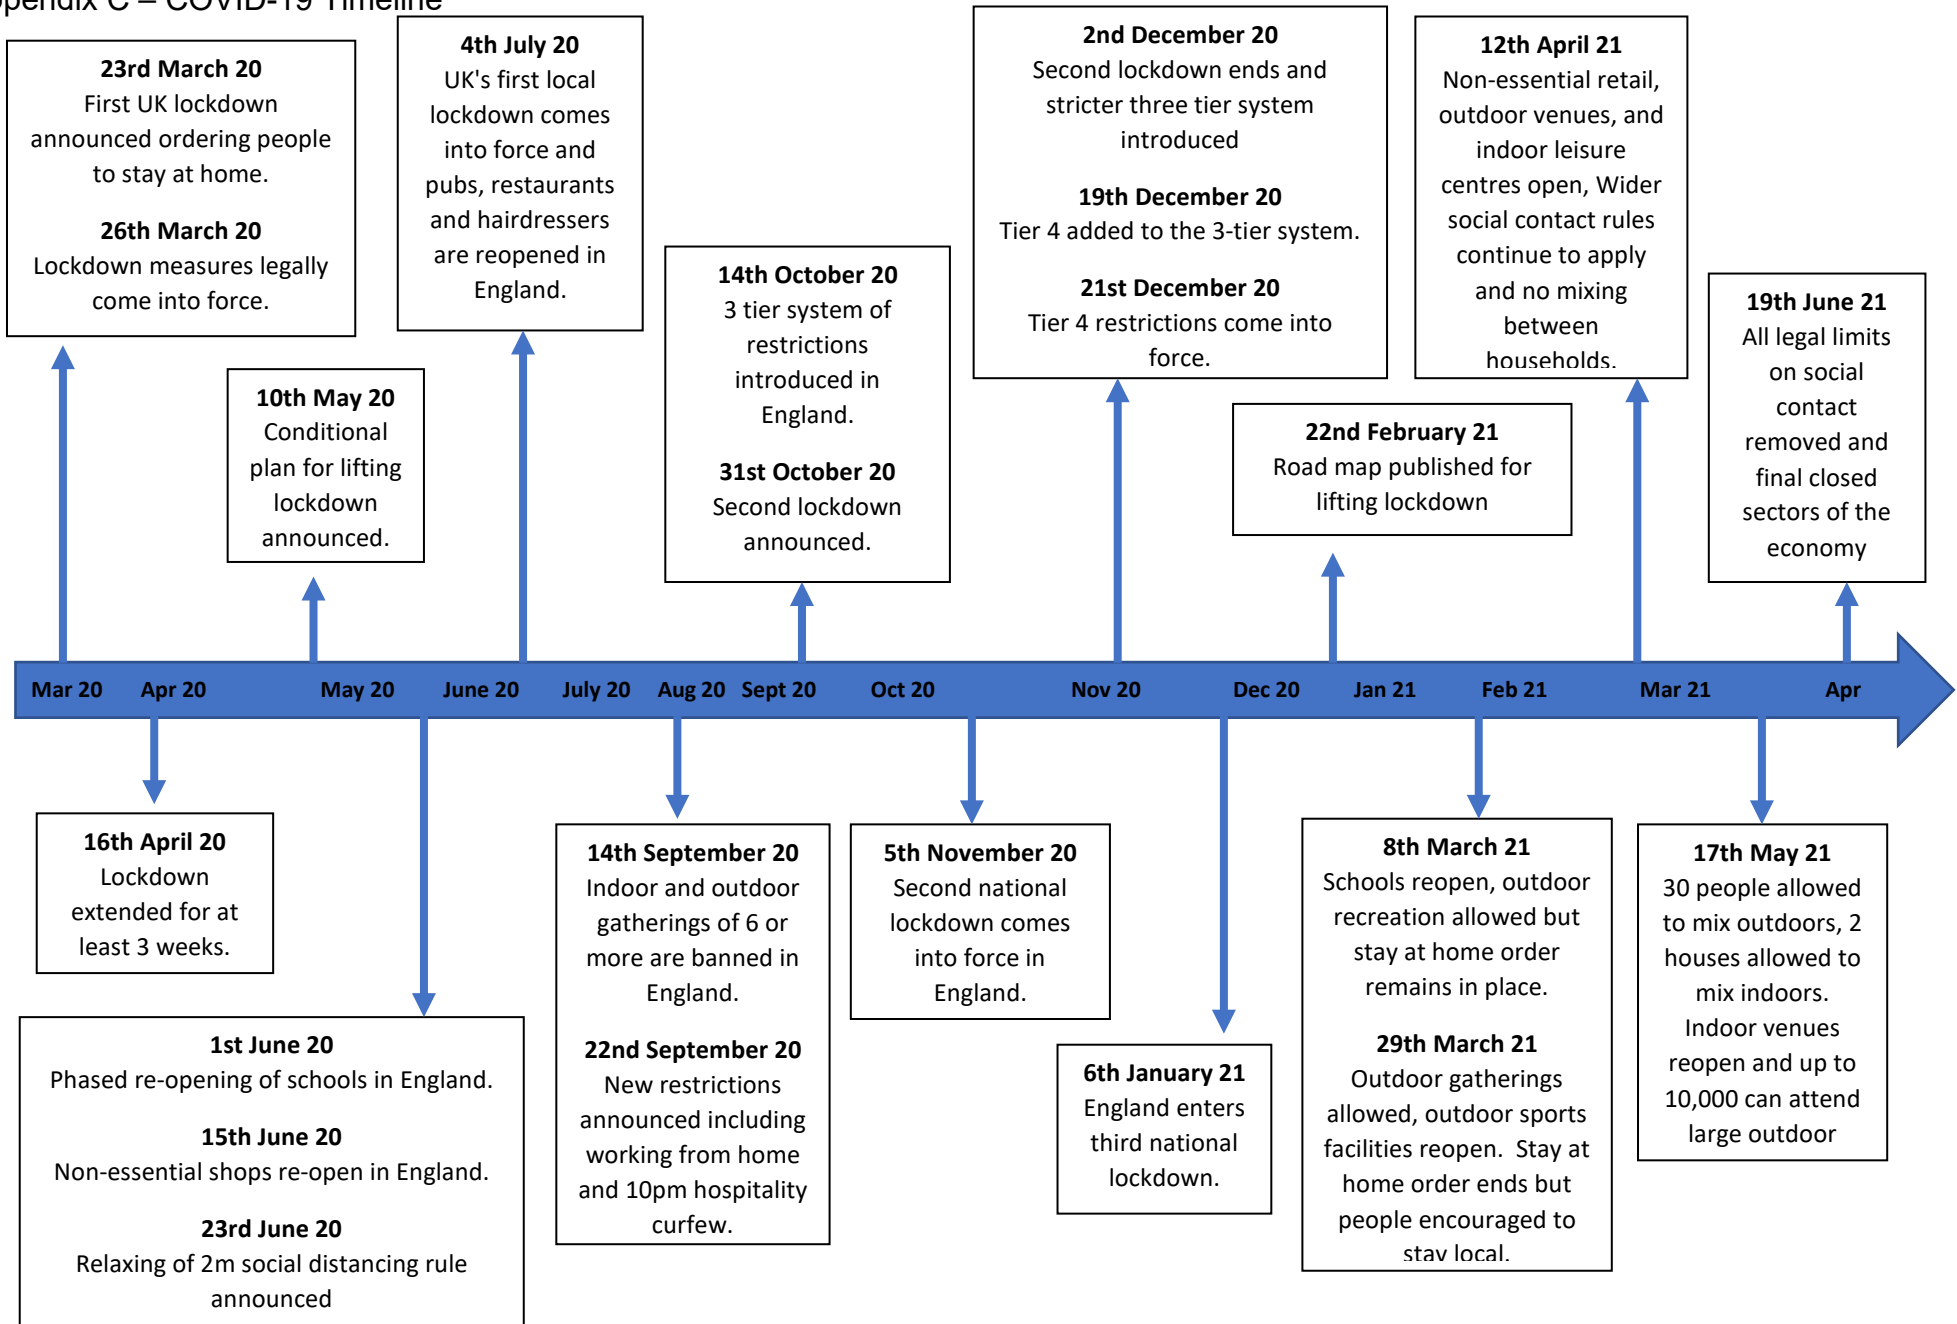 pendix C – COVID-19 Timeline
23rd March 20
First UK lockdown
announced ordering people
to stay at home.
26th March 20
Lockdown measures legally
come into force.
4th July 20
UK's first local
lockdown comes
into force and
pubs, restaurants
and hairdressers
are reopened in
England.
2nd December 20
Second lockdown ends and
stricter three tier system
introduced
19th December 20
Tier 4 added to the 3-tier system.
21st December 20
Tier 4 restrictions come into
force.
12th April 21
Non-essential retail,
outdoor venues, and
indoor leisure
centres open, Wider
social contact rules
continue to apply
and no mixing
between
households.
10th May 20
Conditional
plan for lifting
lockdown
announced.
14th October 20
3 tier system of
restrictions
introduced in
England.
31st October 20
Second lockdown
announced.
22nd February 21
Road map published for
lifting lockdown
19th June 21
All legal limits
on social
contact
removed and
final closed
sectors of the
economy
Mar 20 Apr 20 May 20 June 20 July 20 Aug 20 Sept 20 Oct 20 Nov 20 Dec 20 Jan 21 Feb 21 Mar 21 Apr
16th April 20
Lockdown
extended for at
least 3 weeks.
1st June 20
Phased re-opening of schools in England.
15th June 20
Non-essential shops re-open in England.
23rd June 20
Relaxing of 2m social distancing rule
announced
14th September 20
Indoor and outdoor
gatherings of 6 or
more are banned in
England.
22nd September 20
New restrictions
announced including
working from home
and 10pm hospitality
curfew.
5th November 20
Second national
lockdown comes
into force in
England.
6th January 21
England enters
third national
lockdown.
8th March 21
Schools reopen, outdoor
recreation allowed but
stay at home order
remains in place.
29th March 21
Outdoor gatherings
allowed, outdoor sports
facilities reopen.  Stay at
home order ends but
people encouraged to
stay local.
17th May 21
30 people allowed
to mix outdoors, 2
houses allowed to
mix indoors.
Indoor venues
reopen and up to
10,000 can attend
large outdoor